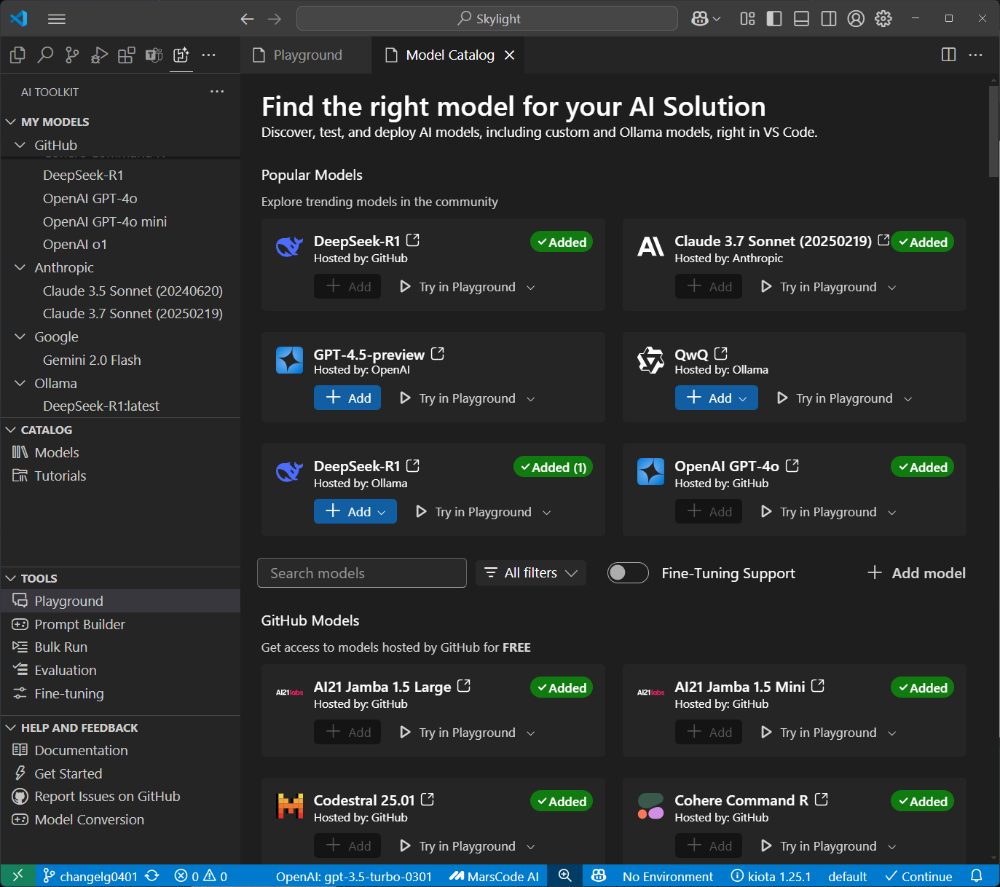 Skylight
Playground
Model Catalog
AI TOOLKIT
MY MODELS
GitHub
DeepSeek-R1
OpenAI GPT-4o
OpenAI GPT-4o mini
OpenAI o1
Anthropic
Claude 3.5 Sonnet (20240620)
Claude 3.7 Sonnet (20250219)
Google
Gemini 2.0 Flash
Ollama
DeepSeek-R1:latest
CATALOG
Models
Tutorials
TOOLS
Playground
Prompt Builder
Bulk Run
Evaluation
Fine-tuning
HELP AND FEEDBACK
Documentation
Get Started
Report Issues on GitHub
Model Conversion
Find the right model for your AI Solution
Discover, test, and deploy AI models, including custom and Ollama models, right in VS Code.
Popular Models
Explore trending models in the community
DeepSeek-R1 Added
Hosted by: GitHub
Add Try in Playground
Claude 3.7 Sonnet (20250219) Added
Hosted by: Anthropic
Add Try in Playground
GPT-4.5-preview
Hosted by: OpenAI
Add Try in Playground
QwQ
Hosted by: Ollama
Add Try in Playground
DeepSeek-R1 Added (1)
Hosted by: Ollama
Add Try in Playground
OpenAI GPT-4o Added
Hosted by: GitHub
Add Try in Playground
Search models All filters Fine-Tuning Support Add model
GitHub Models
Get access to models hosted by GitHub for FREE
AI21labs
AI21 Jamba 1.5 Large Added
Hosted by: GitHub
Add Try in Playground
AI21labs
AI21 Jamba 1.5 Mini Added
Hosted by: GitHub
Add Try in Playground
Codestral 25.01 Added
Hosted by: GitHub
Add Try in Playground
Cohere Command R Added
Hosted by: GitHub
Add Try in Playground
changelg0401 0 0 OpenAI: gpt-3.5-turbo-0301 MarsCode AI No Environment kiota 1.25.1 default Continue